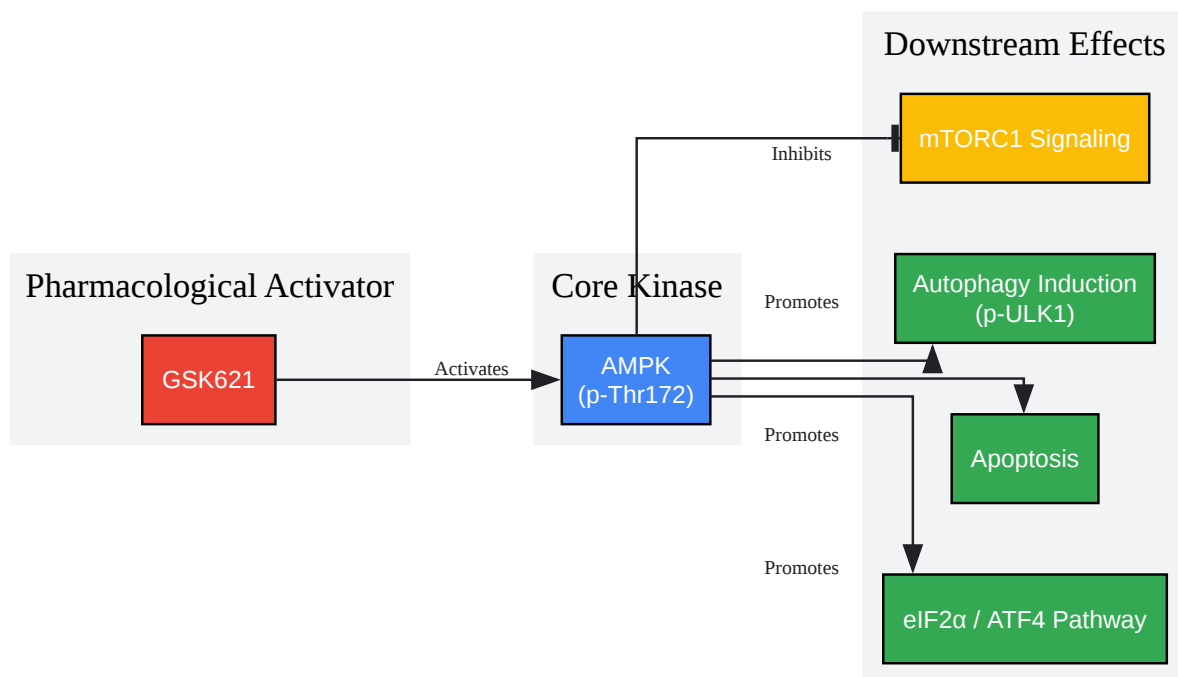 Downstream Effects
mTORC1 Signaling
Inhibits
Pharmacological Activator
Core Kinase
Autophagy Induction
(p-ULK1)
Promotes
GSK621
Activates
AMPK
(p-Thr172)
Promotes
Apoptosis
Promotes
eIF2α / ATF4 Pathway